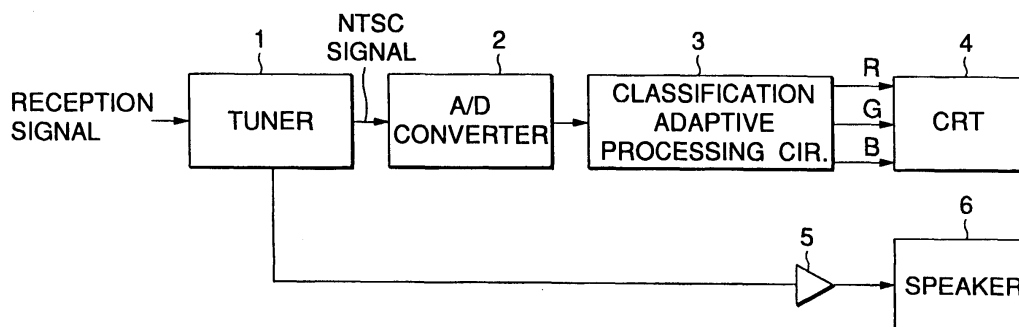 1
NTSC
SIGNAL
2
3
4
RECEPTION
SIGNAL
TUNER
A/D
CONVERTER
CLASSIFICATION
ADAPTIVE
PROCESSING CIR.
R
G
B
CRT
5
6
SPEAKER